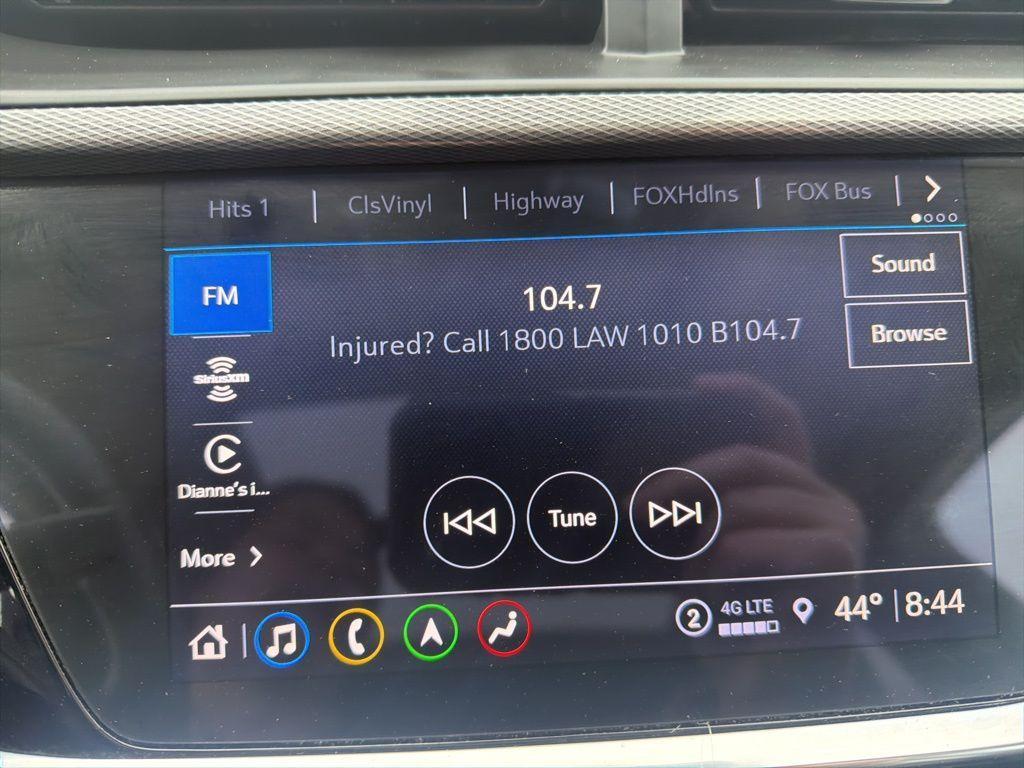 Hits 1 ClsVinyl Highway FOXHdlns FOX Bus
FM
104.7
Sound
Injured? Call 1800 LAW 1010 B104.7
Browse
SiriusXM
Dianne's i...
Tune
More
2 4G LTE 44° 8:44